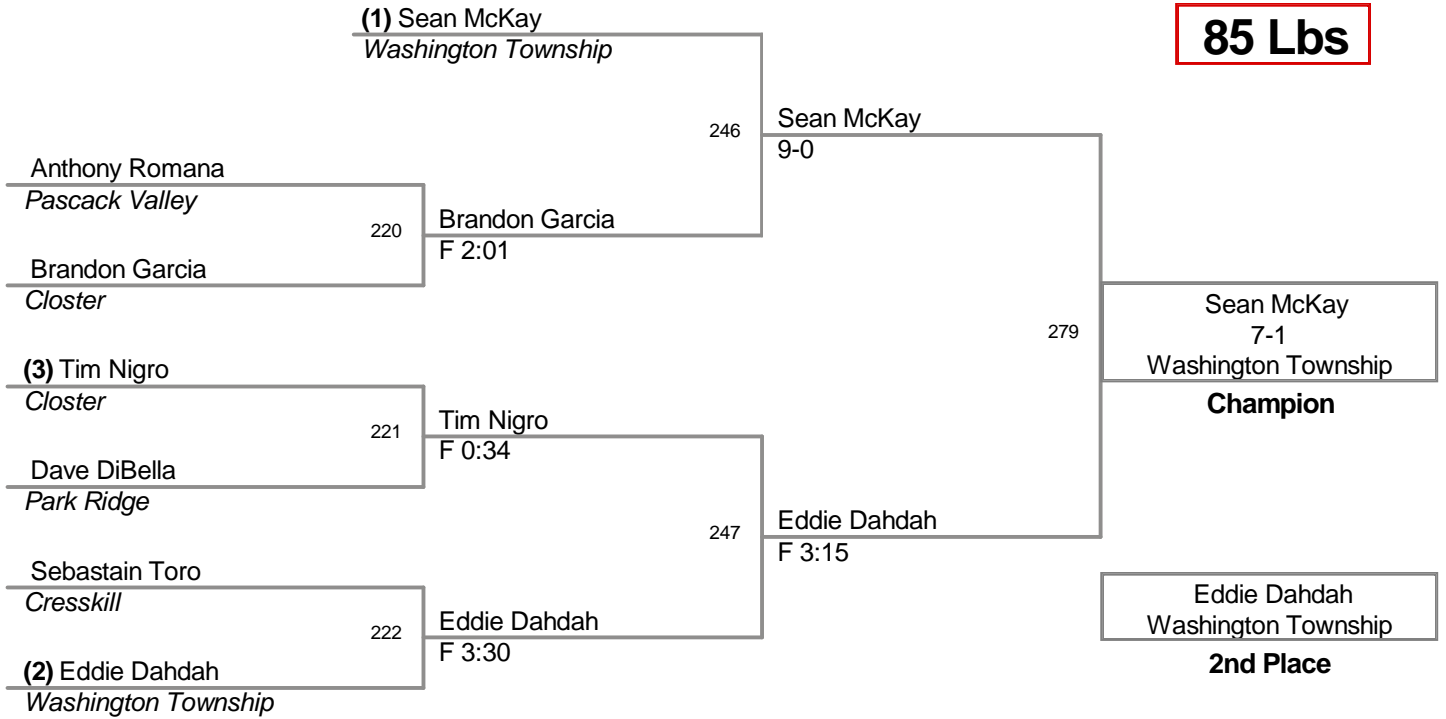 (1) Sean McKay
Washington Township
85 Lbs
246
Sean McKay
9-0
Anthony Romana
Pascack Valley
220
Brandon Garcia
F 2:01
Brandon Garcia
Closter
279
Sean McKay
7-1
Washington Township
Champion
(3) Tim Nigro
Closter
221
Tim Nigro
F 0:34
Dave DiBella
Park Ridge
247
Eddie Dahdah
F 3:15
Sebastain Toro
Cresskill
222
Eddie Dahdah
F 3:30
(2) Eddie Dahdah
Washington Township
Eddie Dahdah
Washington Township
2nd Place